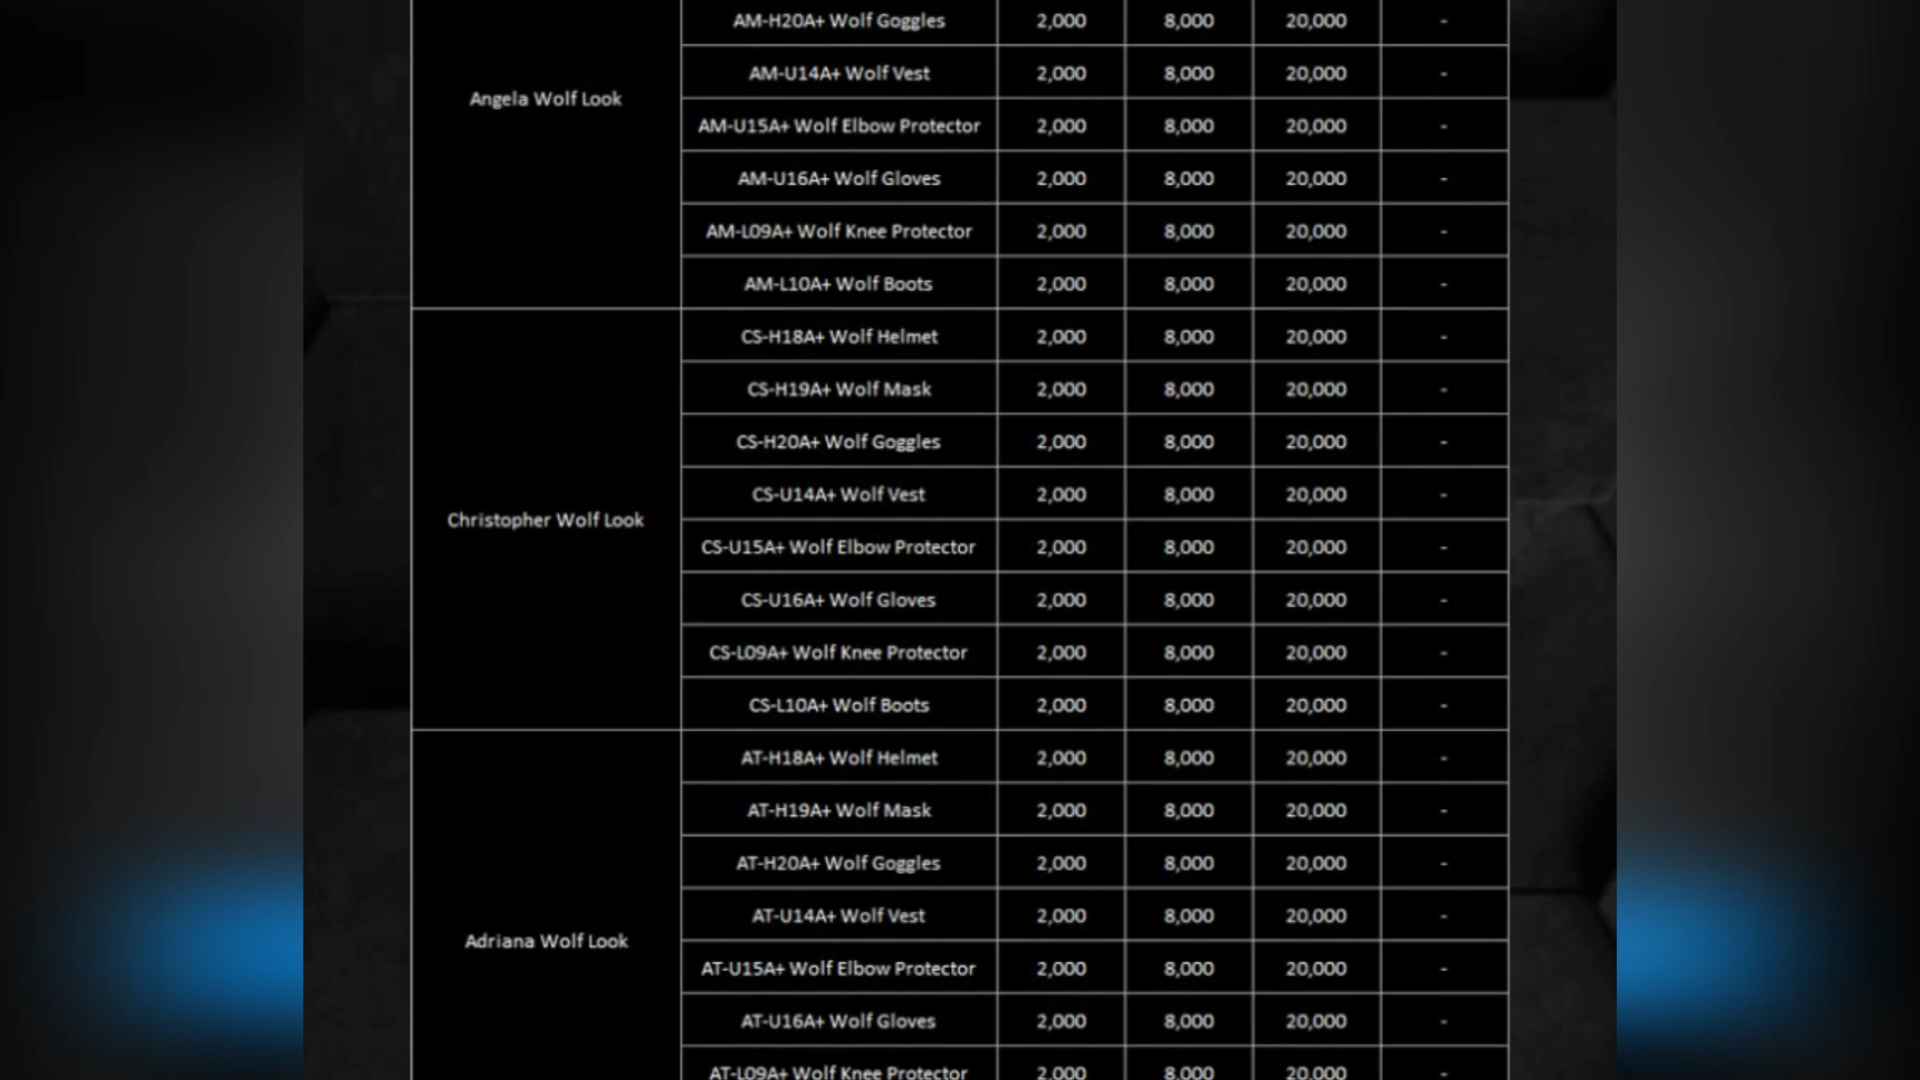 AM-H20A+ Wolf Goggles 2,000 8,000 20,000 -
AM-U14A+ Wolf Vest 2,000 8,000 20,000 -
Angela Wolf Look
AM-U15A+ Wolf Elbow Protector 2,000 8,000 20,000 -
AM-U16A+ Wolf Gloves 2,000 8,000 20,000 -
AM-L09A+ Wolf Knee Protector 2,000 8,000 20,000 -
AM-L10A+ Wolf Boots 2,000 8,000 20,000 -
CS-H18A+ Wolf Helmet 2,000 8,000 20,000 -
CS-H19A+ Wolf Mask 2,000 8,000 20,000 -
CS-H20A+ Wolf Goggles 2,000 8,000 20,000 -
CS-U14A+ Wolf Vest 2,000 8,000 20,000 -
Christopher Wolf Look
CS-U15A+ Wolf Elbow Protector 2,000 8,000 20,000 -
CS-U16A+ Wolf Gloves 2,000 8,000 20,000 -
CS-L09A+ Wolf Knee Protector 2,000 8,000 20,000 -
CS-L10A+ Wolf Boots 2,000 8,000 20,000 -
AT-H18A+ Wolf Helmet 2,000 8,000 20,000 -
AT-H19A+ Wolf Mask 2,000 8,000 20,000 -
AT-H20A+ Wolf Goggles 2,000 8,000 20,000 -
AT-U14A+ Wolf Vest 2,000 8,000 20,000 -
Adriana Wolf Look
AT-U15A+ Wolf Elbow Protector 2,000 8,000 20,000 -
AT-U16A+ Wolf Gloves 2,000 8,000 20,000 -
AT-L09A+ Wolf Knee Protector 2,000 8,000 20,000 -